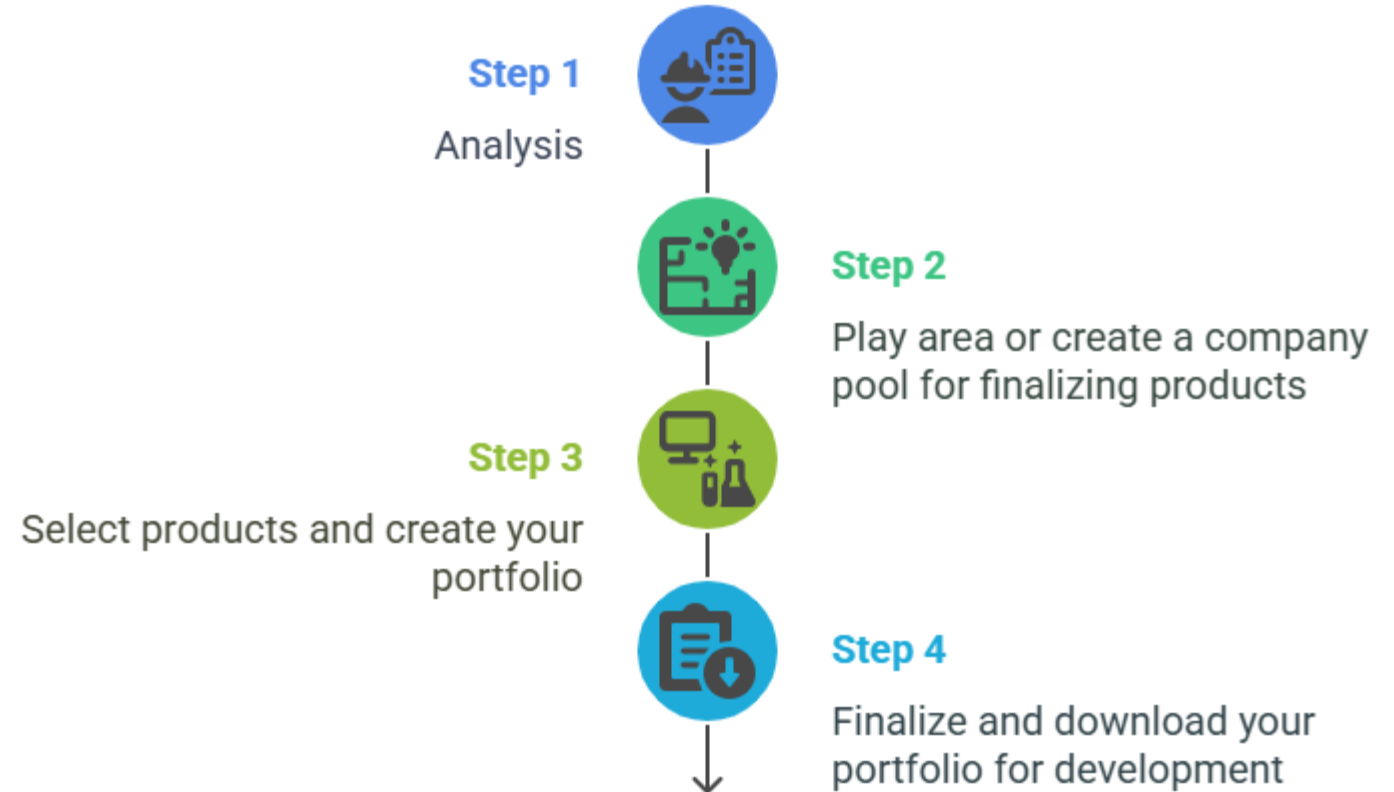 Step 1
Analysis
Step 2
Play area or create a company
pool for finalizing products
Step 3
Select products and create your
portfolio
Step 4
Finalize and download your
portfolio for development